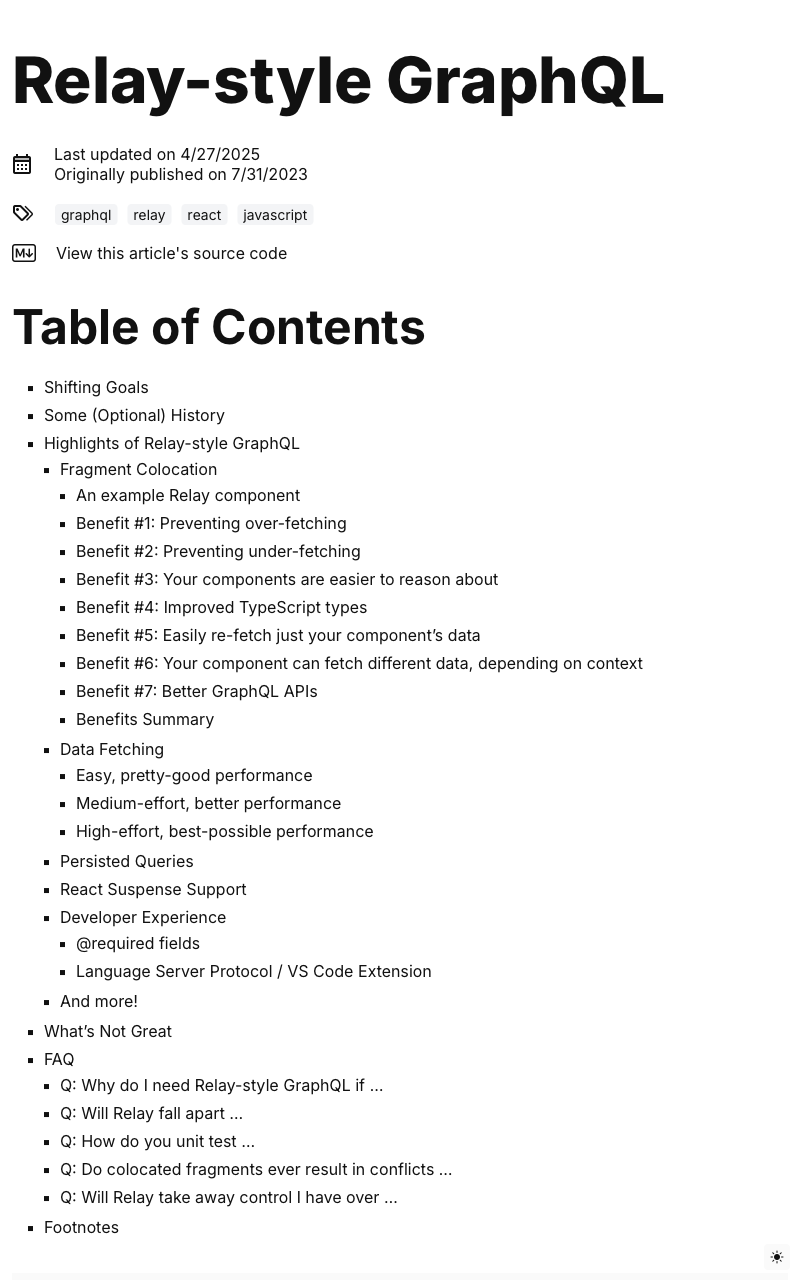 Relay-style GraphQL
Last updated on 4/27/2025
Originally published on 7/31/2023
graphql relay react javascript
View this article's source code
Table of Contents
Shifting Goals
Some (Optional) History
Highlights of Relay-style GraphQL
Fragment Colocation
An example Relay component
Benefit #1: Preventing over-fetching
Benefit #2: Preventing under-fetching
Benefit #3: Your components are easier to reason about
Benefit #4: Improved TypeScript types
Benefit #5: Easily re-fetch just your component’s data
Benefit #6: Your component can fetch different data, depending on context
Benefit #7: Better GraphQL APIs
Benefits Summary
Data Fetching
Easy, pretty-good performance
Medium-effort, better performance
High-effort, best-possible performance
Persisted Queries
React Suspense Support
Developer Experience
@required fields
Language Server Protocol / VS Code Extension
And more!
What’s Not Great
FAQ
Q: Why do I need Relay-style GraphQL if …
Q: Will Relay fall apart …
Q: How do you unit test …
Q: Do colocated fragments ever result in conflicts …
Q: Will Relay take away control I have over …
Footnotes